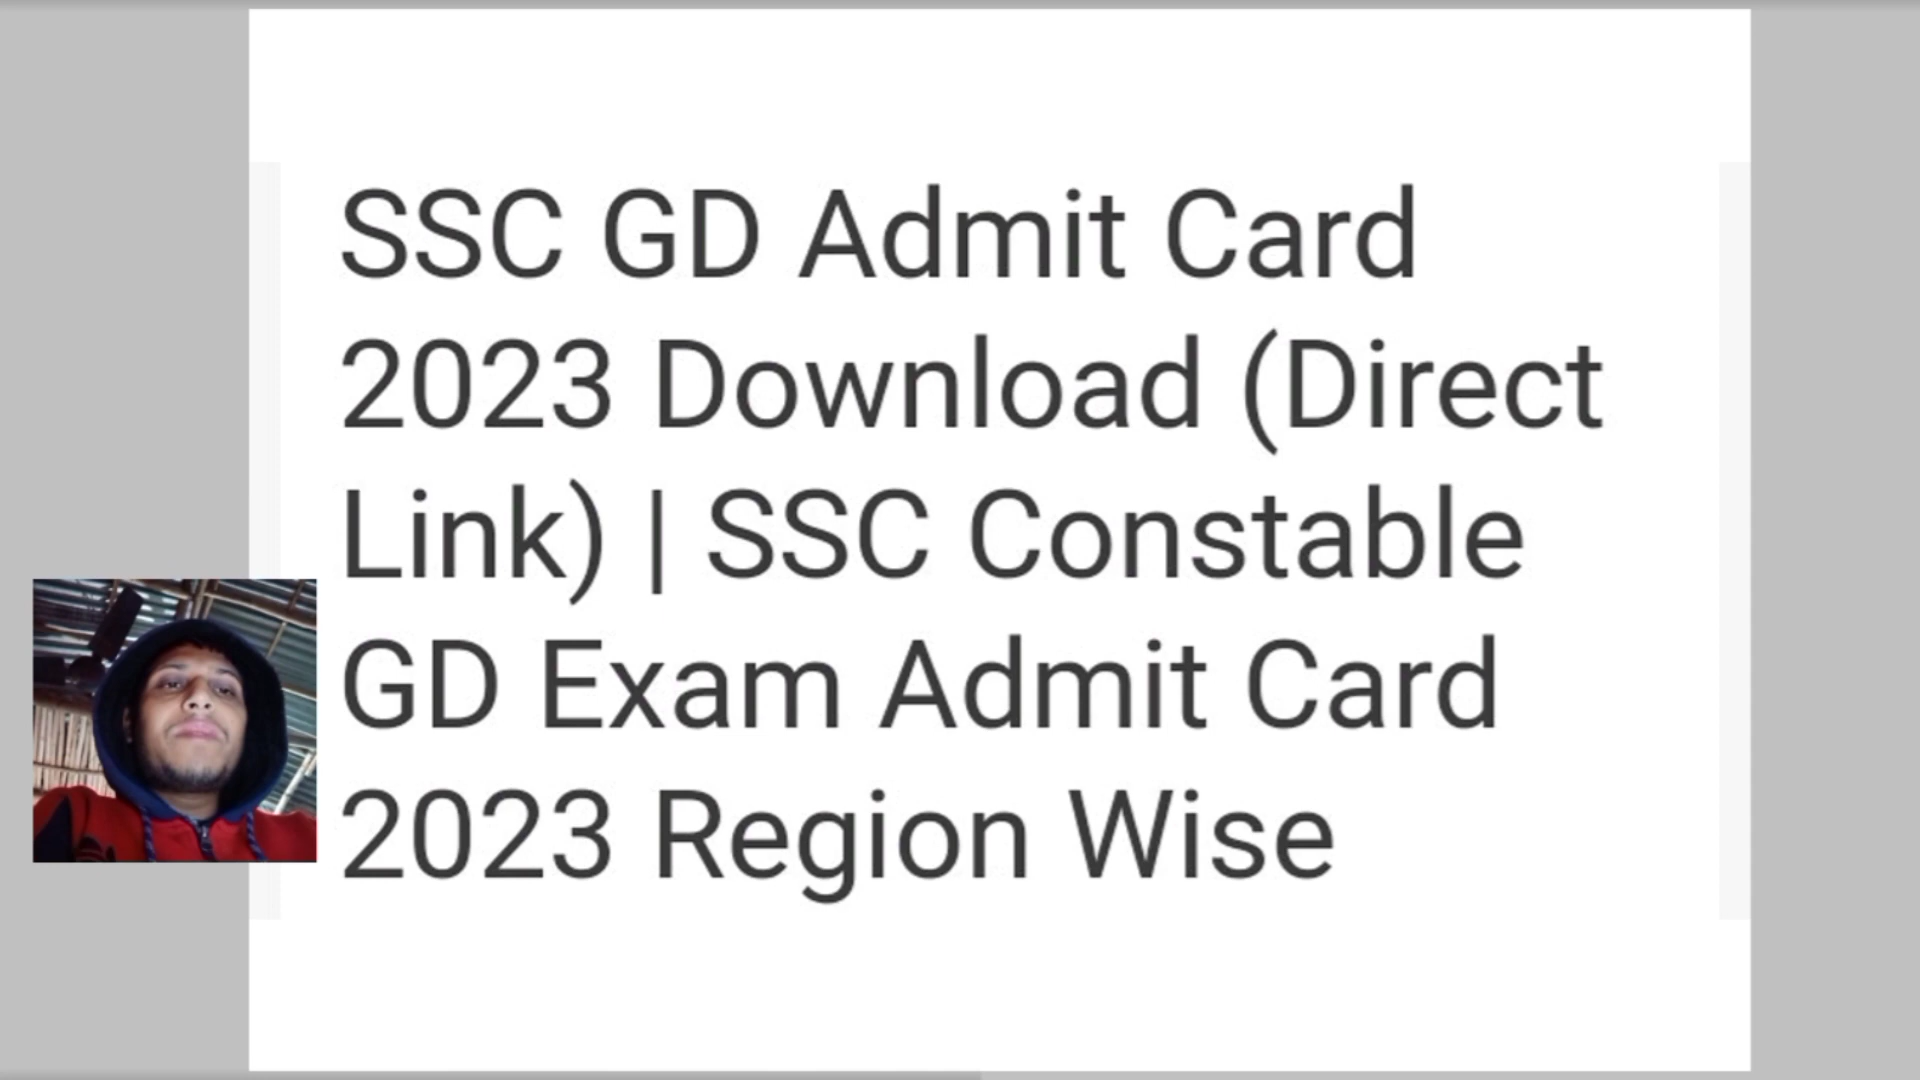 SSC GD Admit Card
2023 Download (Direct
Link) | SSC Constable
GD Exam Admit Card
2023 Region Wise